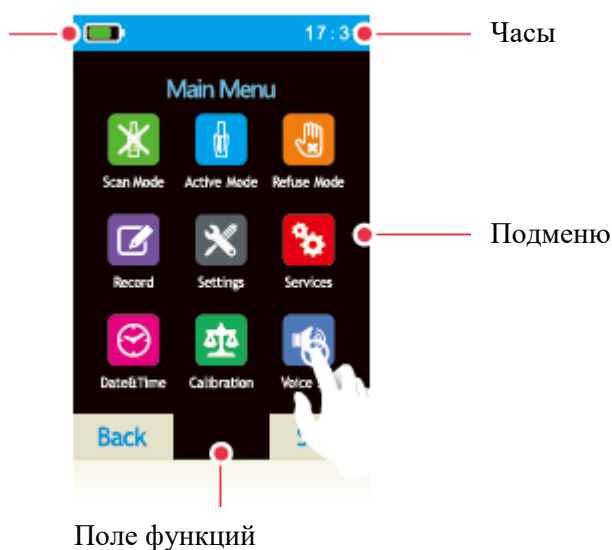 17:3
Часы
Main Menu
Scan Mode Active Mode Refuse Mode
Подменю
Record Settings Services
Date&Time Calibration Voice
Back
Поле функций